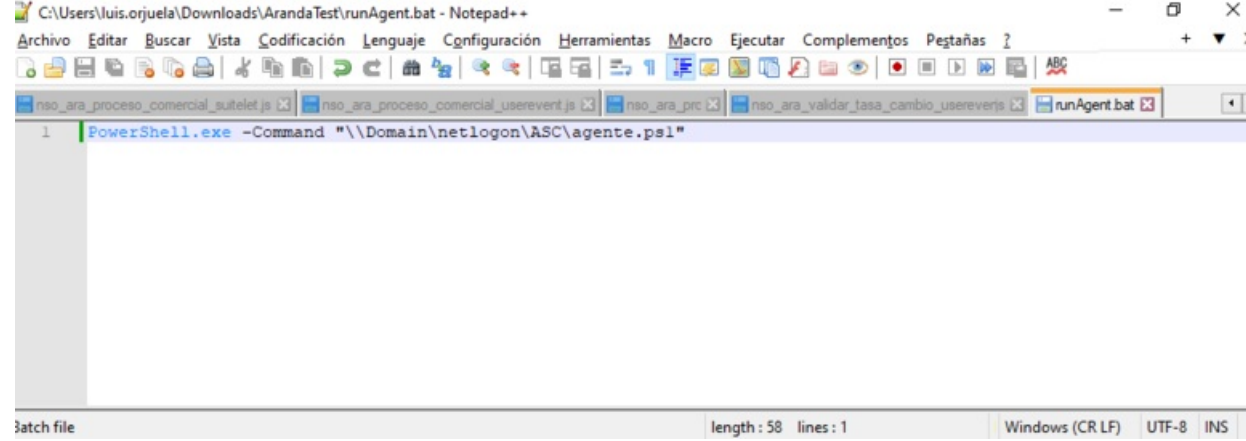 C:\Users\luis.orjuela\Downloads\ArandaTest\runAgent.bat - Notepad++
Archivo Editar Buscar Vista Codificación Lenguaje Configuración Herramientas Macro Ejecutar Complementos Pestañas ?
ABC
nso_ara_proceso_comercial_suitelet.js nso_ara_proceso_comercial_userevent.js nso_ara_prc nso_ara_validar_tasa_cambio_usereverjs runAgent.bat
1 PowerShell.exe -Command "\\Domain\netlogon\ASC\agente.ps1"
Batch file length : 58 lines : 1 Windows (CR LF) UTF-8 INS